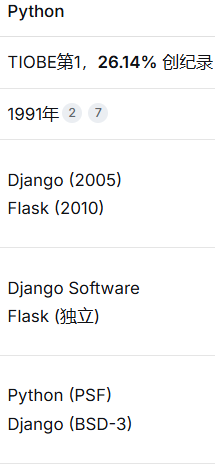 Python
TIOBE第1，26.14% 创纪录
1991年 2 7
Django (2005)
Flask (2010)
Django Software
Flask (独立)
Python (PSF)
Django (BSD-3)